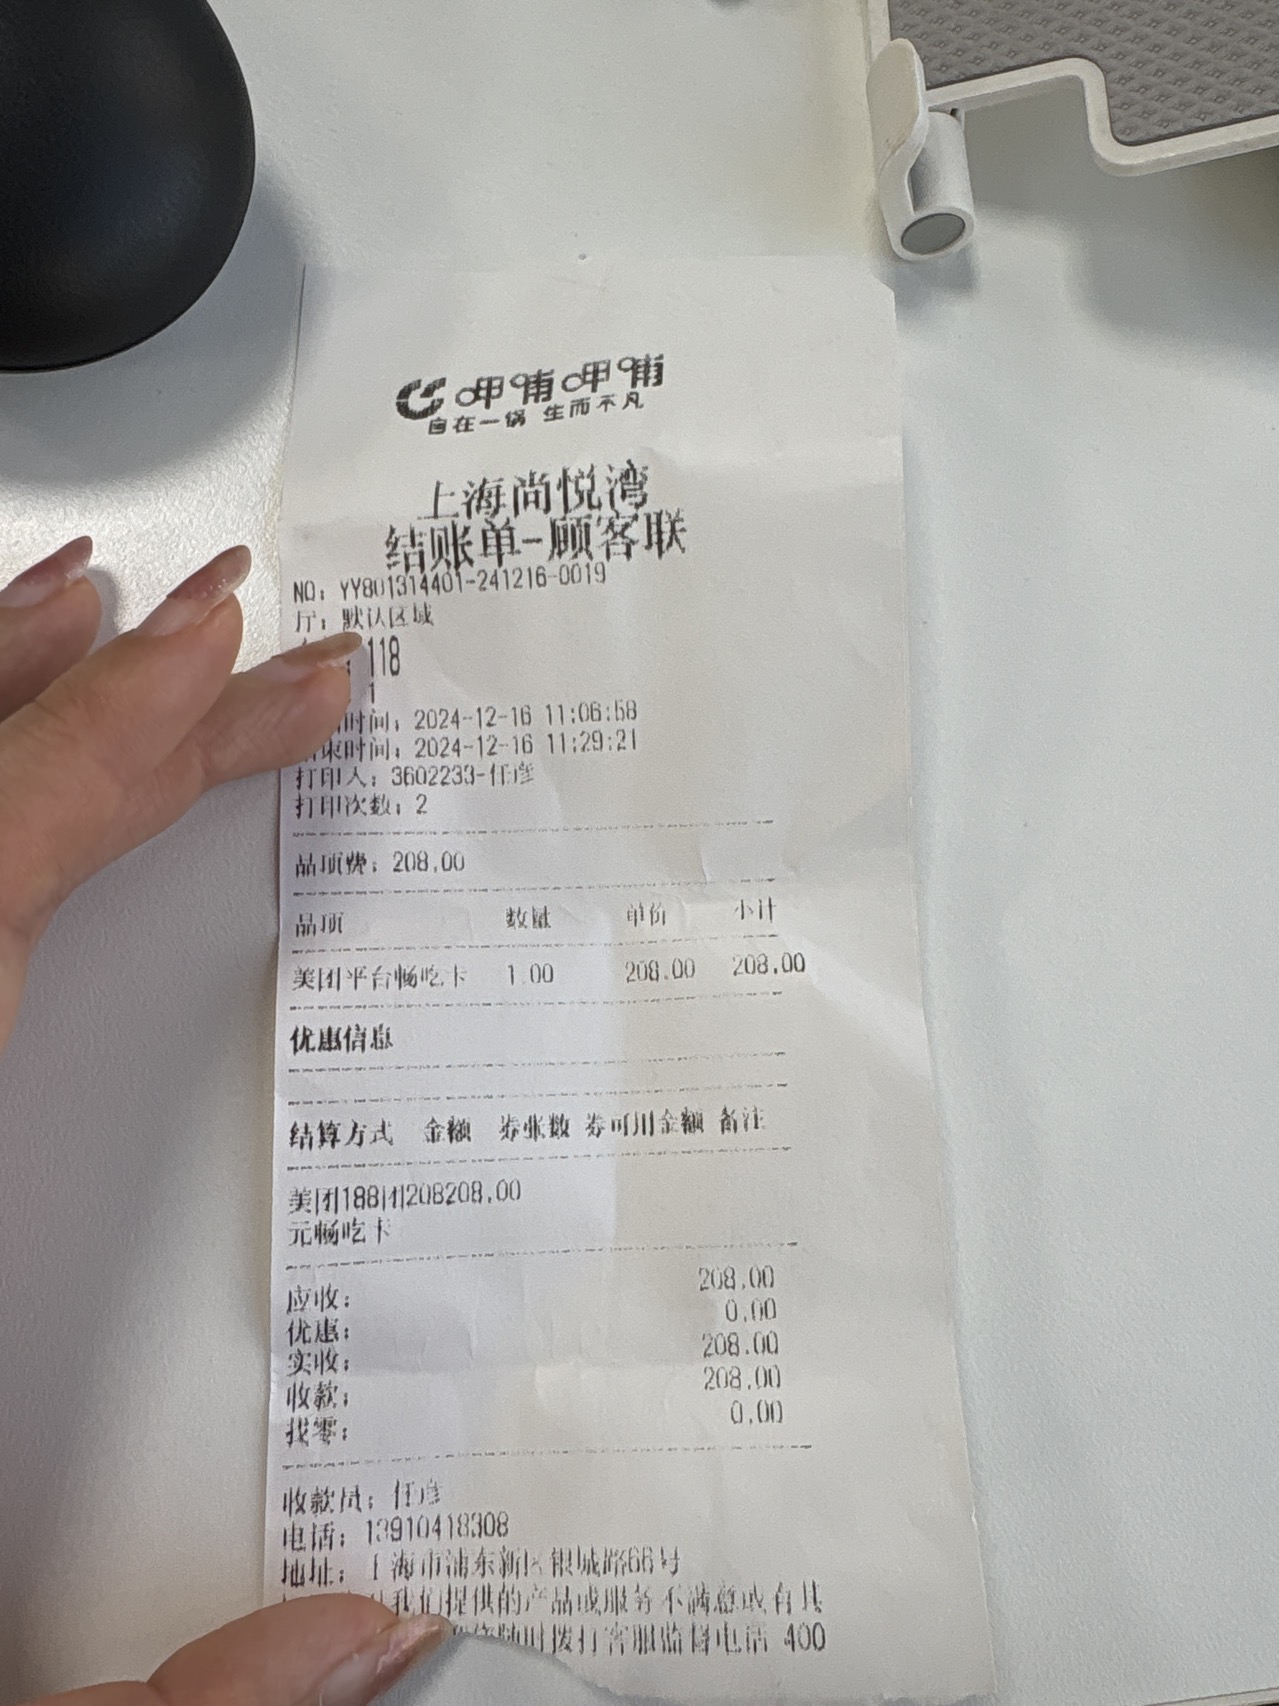 呷哺呷哺
自在一锅 生而不凡
上海尚悦湾
结账单-顾客联
NO: YY801314401-241216-0019
厅: 默认区域
: 118
1
时间: 2024-12-16 11:06:58
结束时间: 2024-12-16 11:29:21
打印人: 3602233-任彦
打印次数: 2
品项费: 208.00
品项 数量 单价 小计
美团平台畅吃卡 1.00 208.00 208.00
优惠信息
结算方式 金额 券张数 券可用金额 备注
美团188团208208.00
元畅吃卡
应收: 208.00
优惠: 0.00
实收: 208.00
收款: 208.00
找零: 0.00
收款员: 任彦
电话: 13910418308
地址: 上海市浦东新区银城路66号
我们提供的产品或服务不满意或有其
随时拨打客服监督电话 400